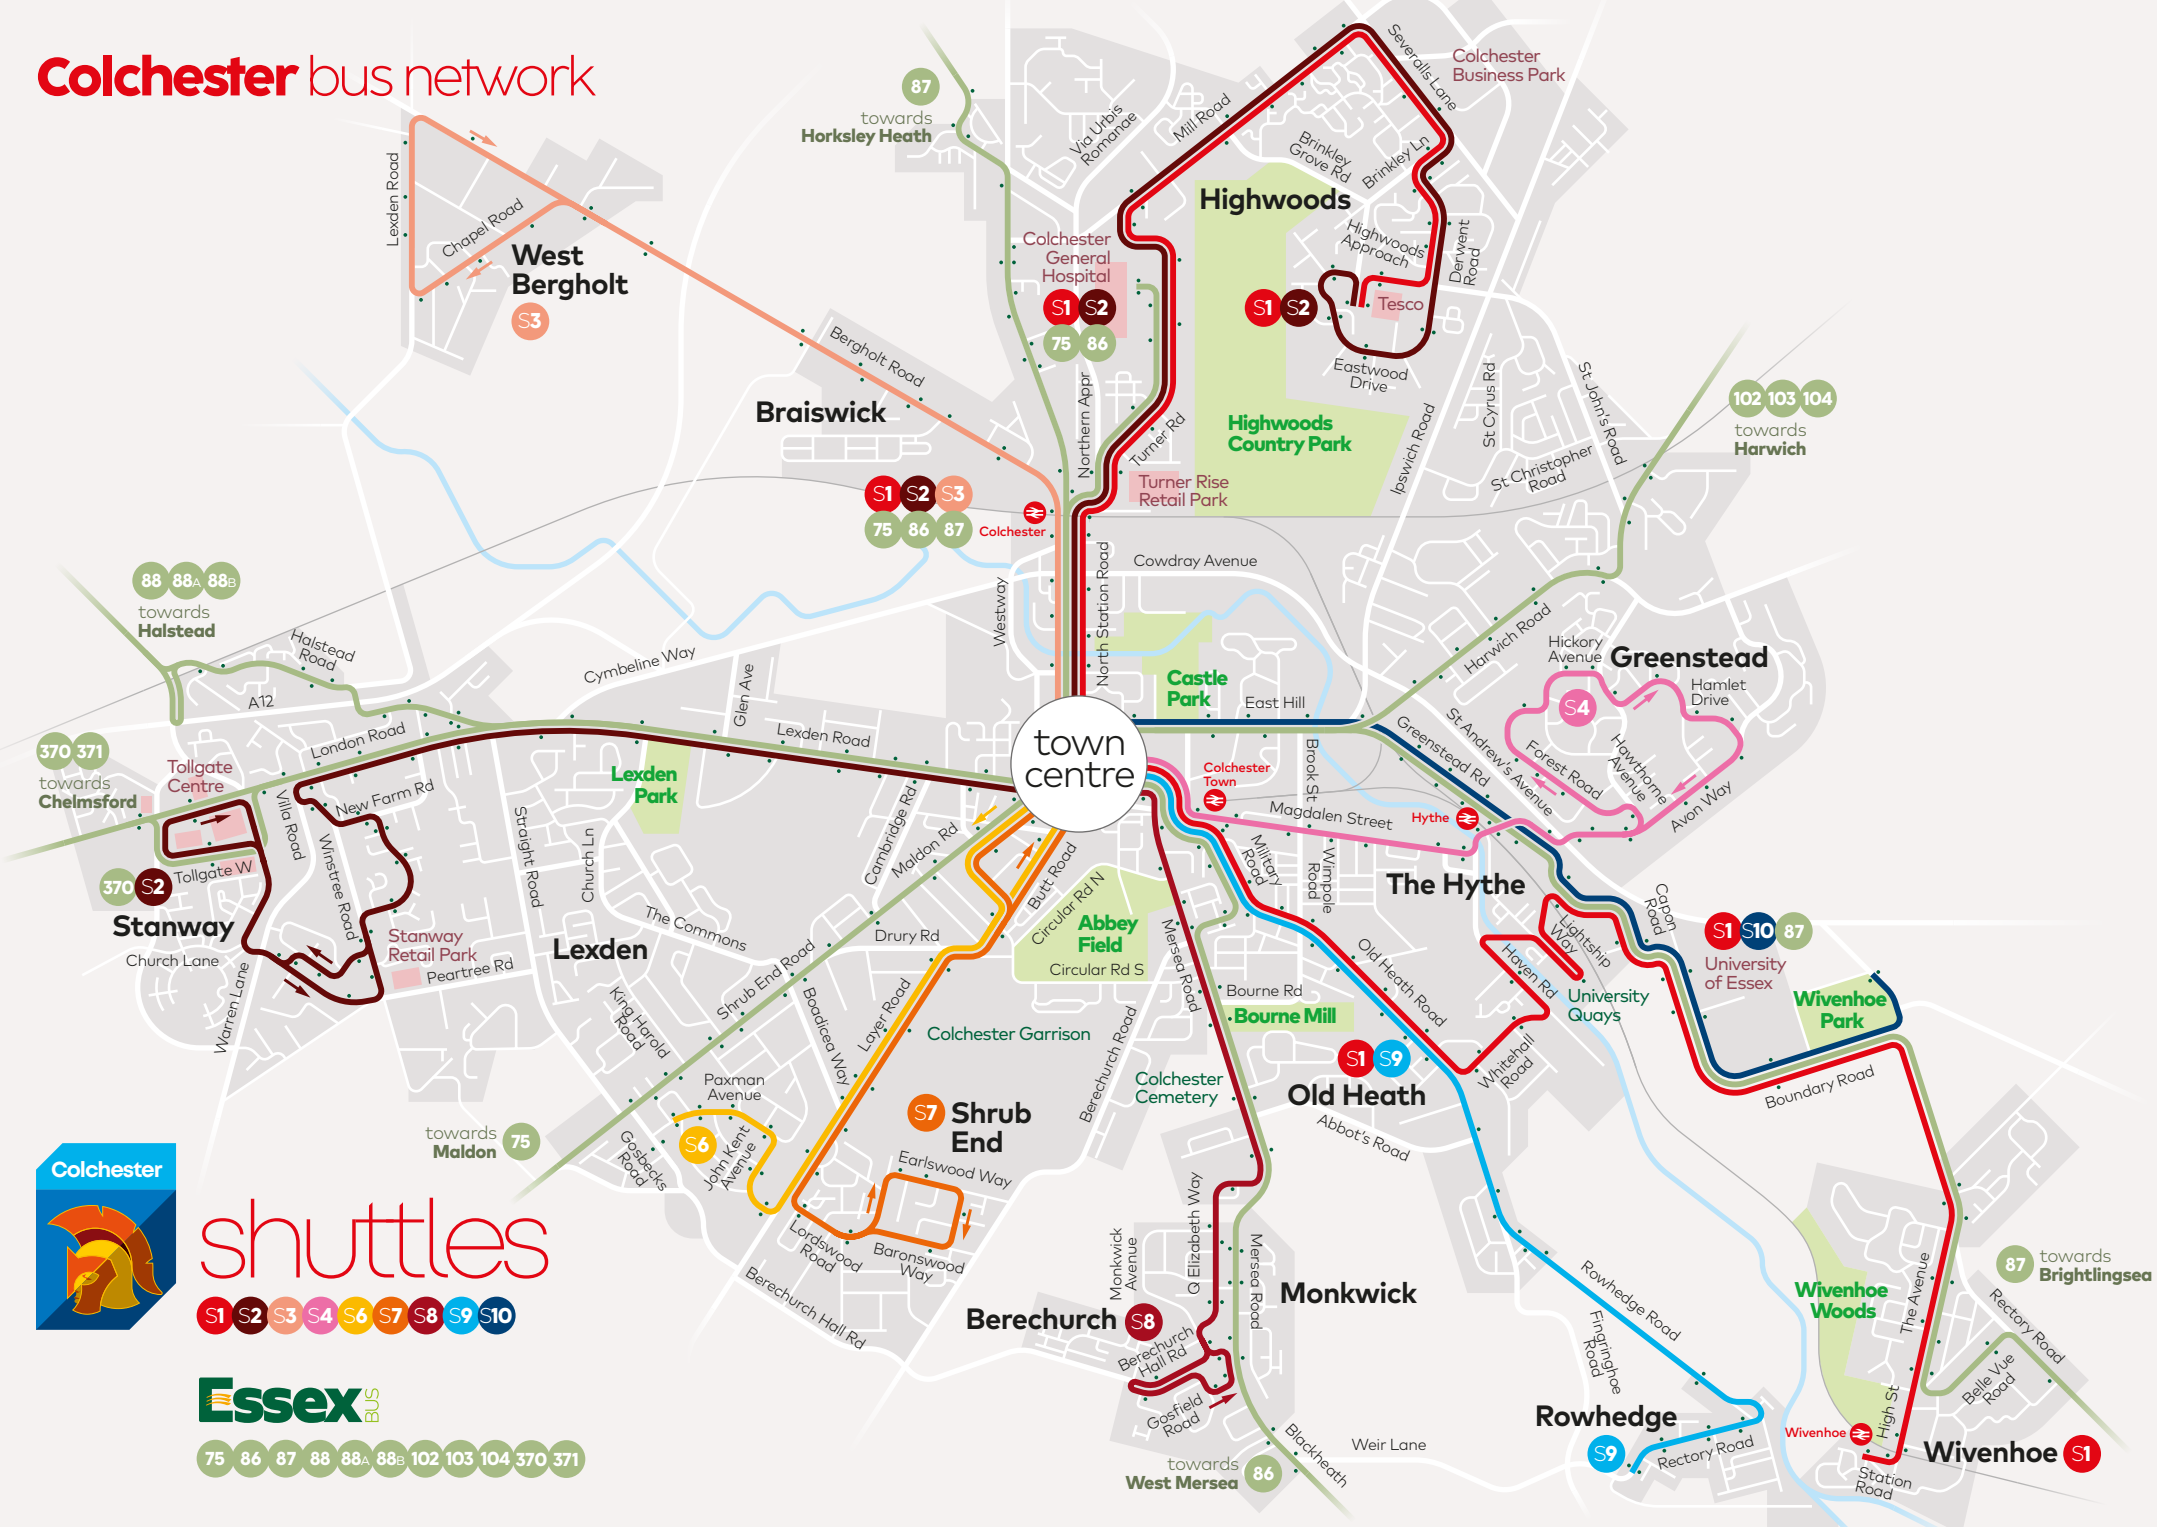 Colchester bus network
87
towards
Horksley Heath
Severalls Lane
Colchester
Business Park
Via Urbis
Romanae
Mill Road
Brinkley
Grove Rd
Brinkley Ln
Lexden Road
Chapel Road
West
Bergholt
S3
Highwoods
Highwoods
Approach
Derwent
Road
Colchester
General
Hospital
S1 S2
75 86
S1 S2
Tesco
Eastwood
Drive
Bergholt Road
Braiswick
Northern Appr
Turner Rd
Highwoods
Country Park
Ipswich Road
St Cyrus Rd
St John's Road
St Christopher
Road
102 103 104
towards
Harwich
Turner Rise
Retail Park
S1 S2 S3
75 86 87
Colchester
Cowdray Avenue
North Station Road
Westway
88 88A 88B
towards
Halstead
Halstead
Road
A12
London Road
Cymbeline Way
Glen Ave
Lexden Road
Castle
Park
East Hill
Harwich Road
Hickory
Avenue
Greenstead
Hamlet
Drive
S4
Forest Road
Hawthorne
Avenue
Avon Way
St Andrew's Avenue
Greenstead Rd
town
centre
Colchester
Town
Brook St
Magdalen Street
Hythe
370 371
towards
Chelmsford
Tollgate
Centre
Tollgate W
370 S2
Stanway
Villa Road
New Farm Rd
Winstree Road
Church Lane
Warren Lane
Stanway
Retail Park
Peartree Rd
Straight Road
Church Ln
Lexden
Park
Lexden
The Commons
Cambridge Rd
Maldon Rd
Drury Rd
Shrub End Road
King Harold
Road
Boadicea Way
Layer Road
Butt Road
Circular Rd N
Abbey
Field
Circular Rd S
Colchester Garrison
Mersea Road
Military
Road
Wimpole
Road
The Hythe
Bourne Rd
Bourne Mill
Old Heath Road
Haven Rd
Lightship
Way
University
Quays
Capon
Road
S1 S10 87
University
of Essex
Wivenhoe
Park
Boundary Road
Whitehall
Road
S1 S9
Old Heath
Abbot's Road
Berechurch Road
Colchester
Cemetery
Paxman
Avenue
S6
John Kent
Avenue
Gosbecks
Road
towards
Maldon
75
S7
Shrub
End
Earlswood Way
Lordswood
Road
Baronswood
Way
Berechurch Hall Rd
Monkwick
Avenue
Q Elizabeth Way
Mersea Road
Monkwick
Berechurch
S8
Berechurch
Hall Rd
Gosfield
Road
Blackheath
Weir Lane
towards
West Mersea
86
Rowhedge Road
Fingringhoe
Road
Rowhedge
S9
Rectory Road
Wivenhoe
Woods
The Avenue
87
towards
Brightlingsea
Rectory Road
Belle Vue
Road
High St
Wivenhoe
Station
Road
Wivenhoe
S1
Colchester
shuttles
S1 S2 S3 S4 S6 S7 S8 S9 S10
Essex BUS
75 86 87 88 88A 88B 102 103 104 370 371